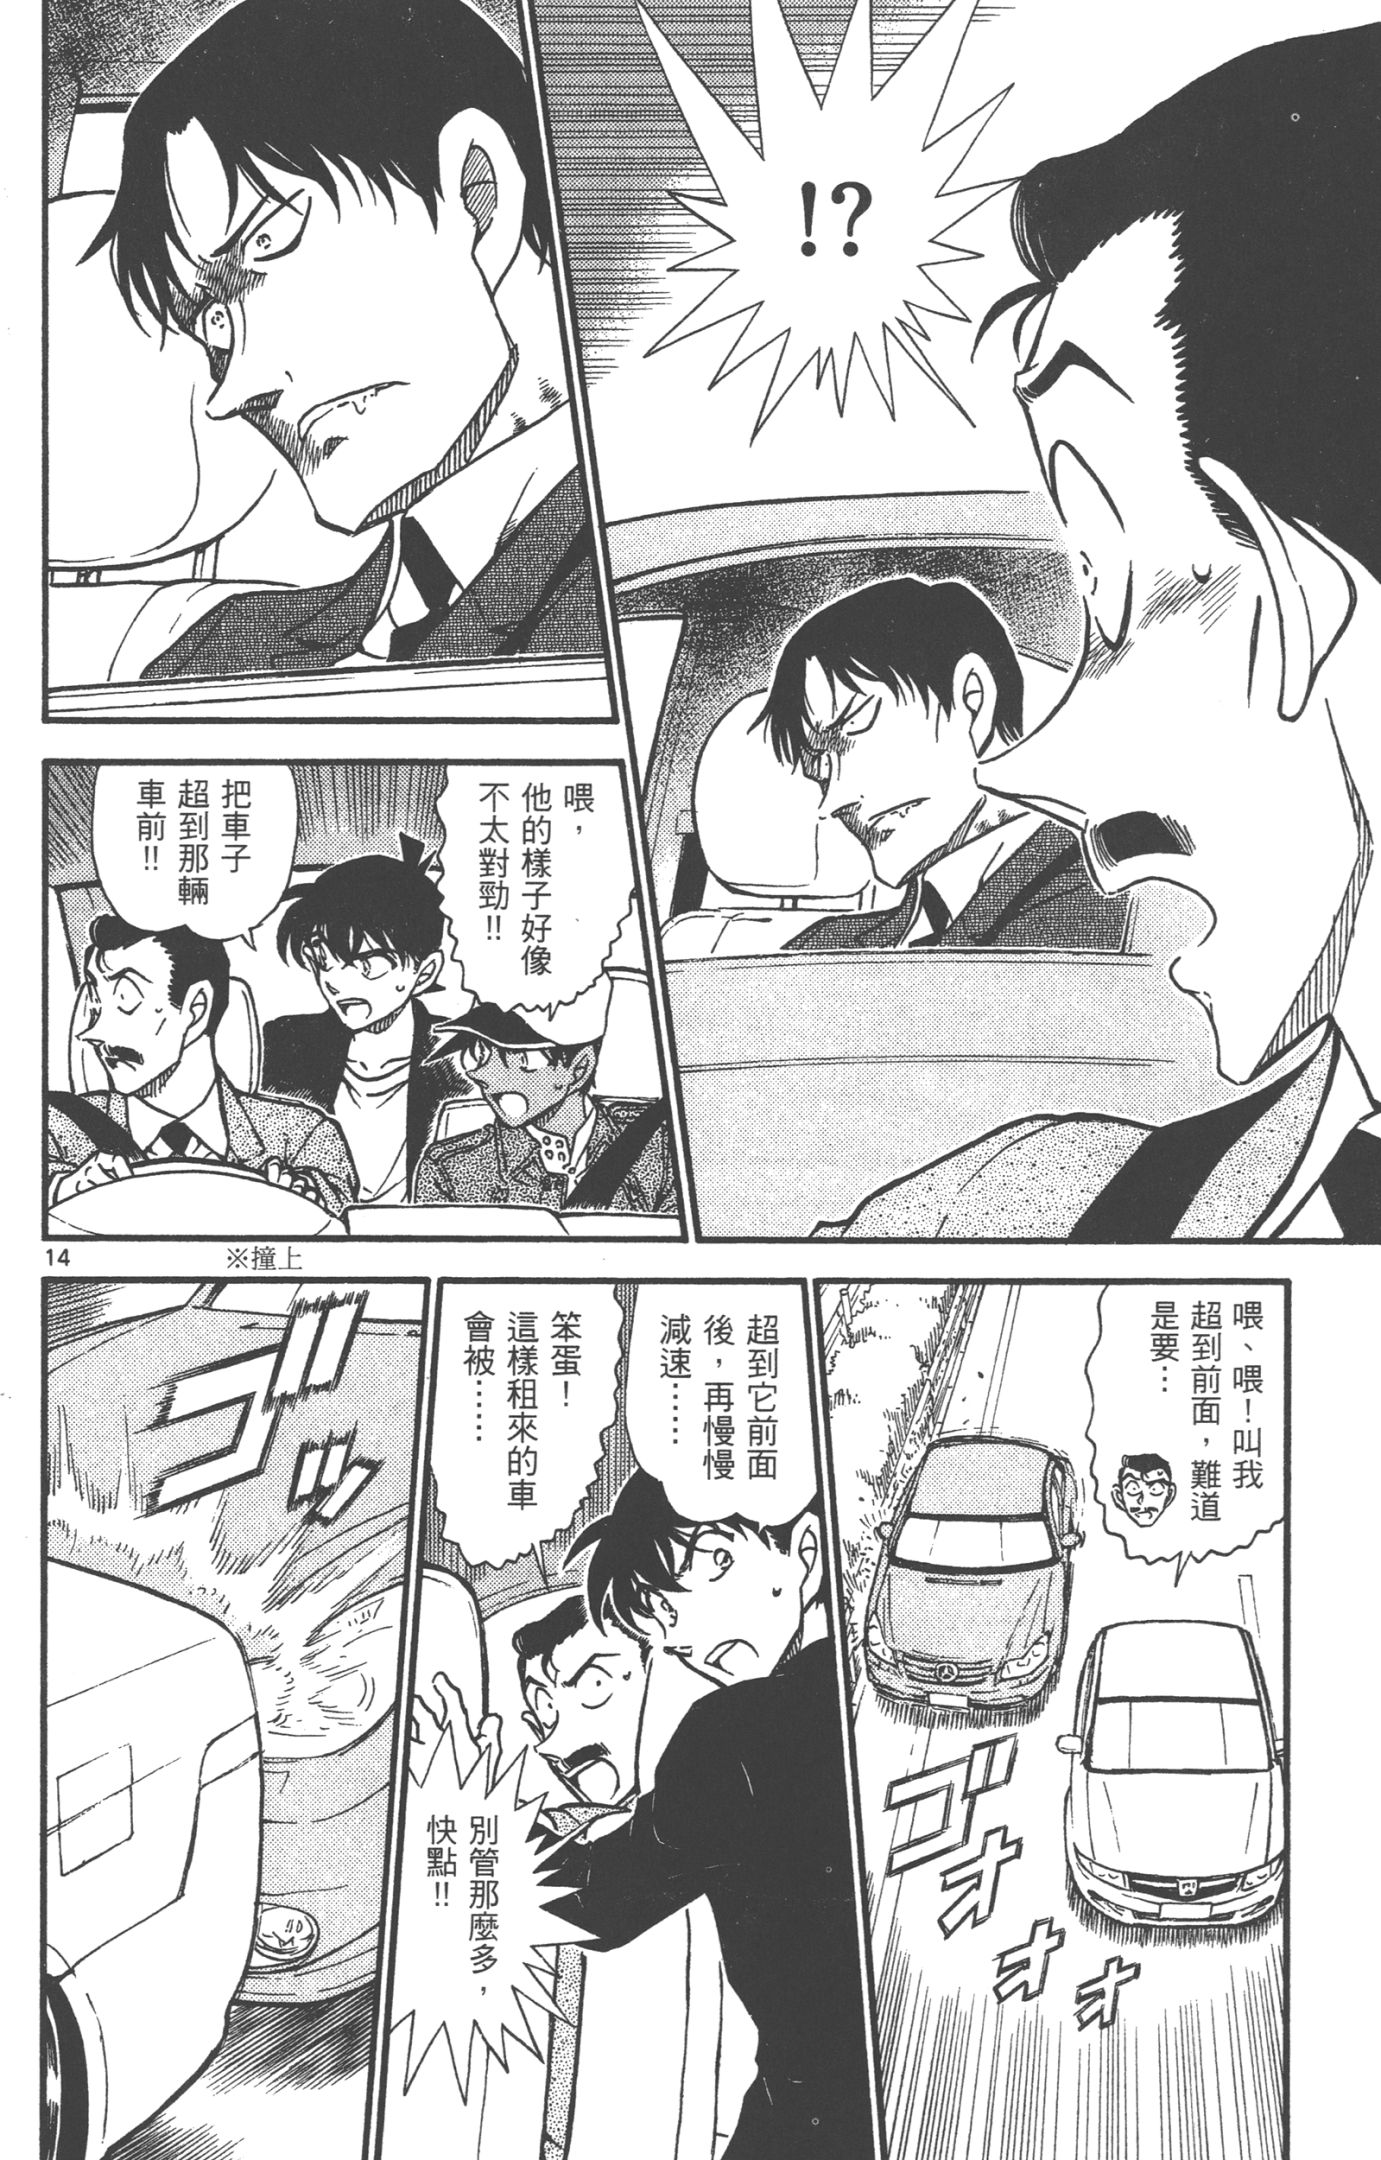 !?
喂，
他的樣子好像
不太對勁!!
把車子
超到那輛
車前!!
14
※撞上
喂、喂！叫我
超到前面，難道
是要…
ゴオオオオ
超到它前面
後，再慢慢
減速……
笨蛋！
這樣租來的車
會被……
別管那麼多，
快點!!
ゴッ